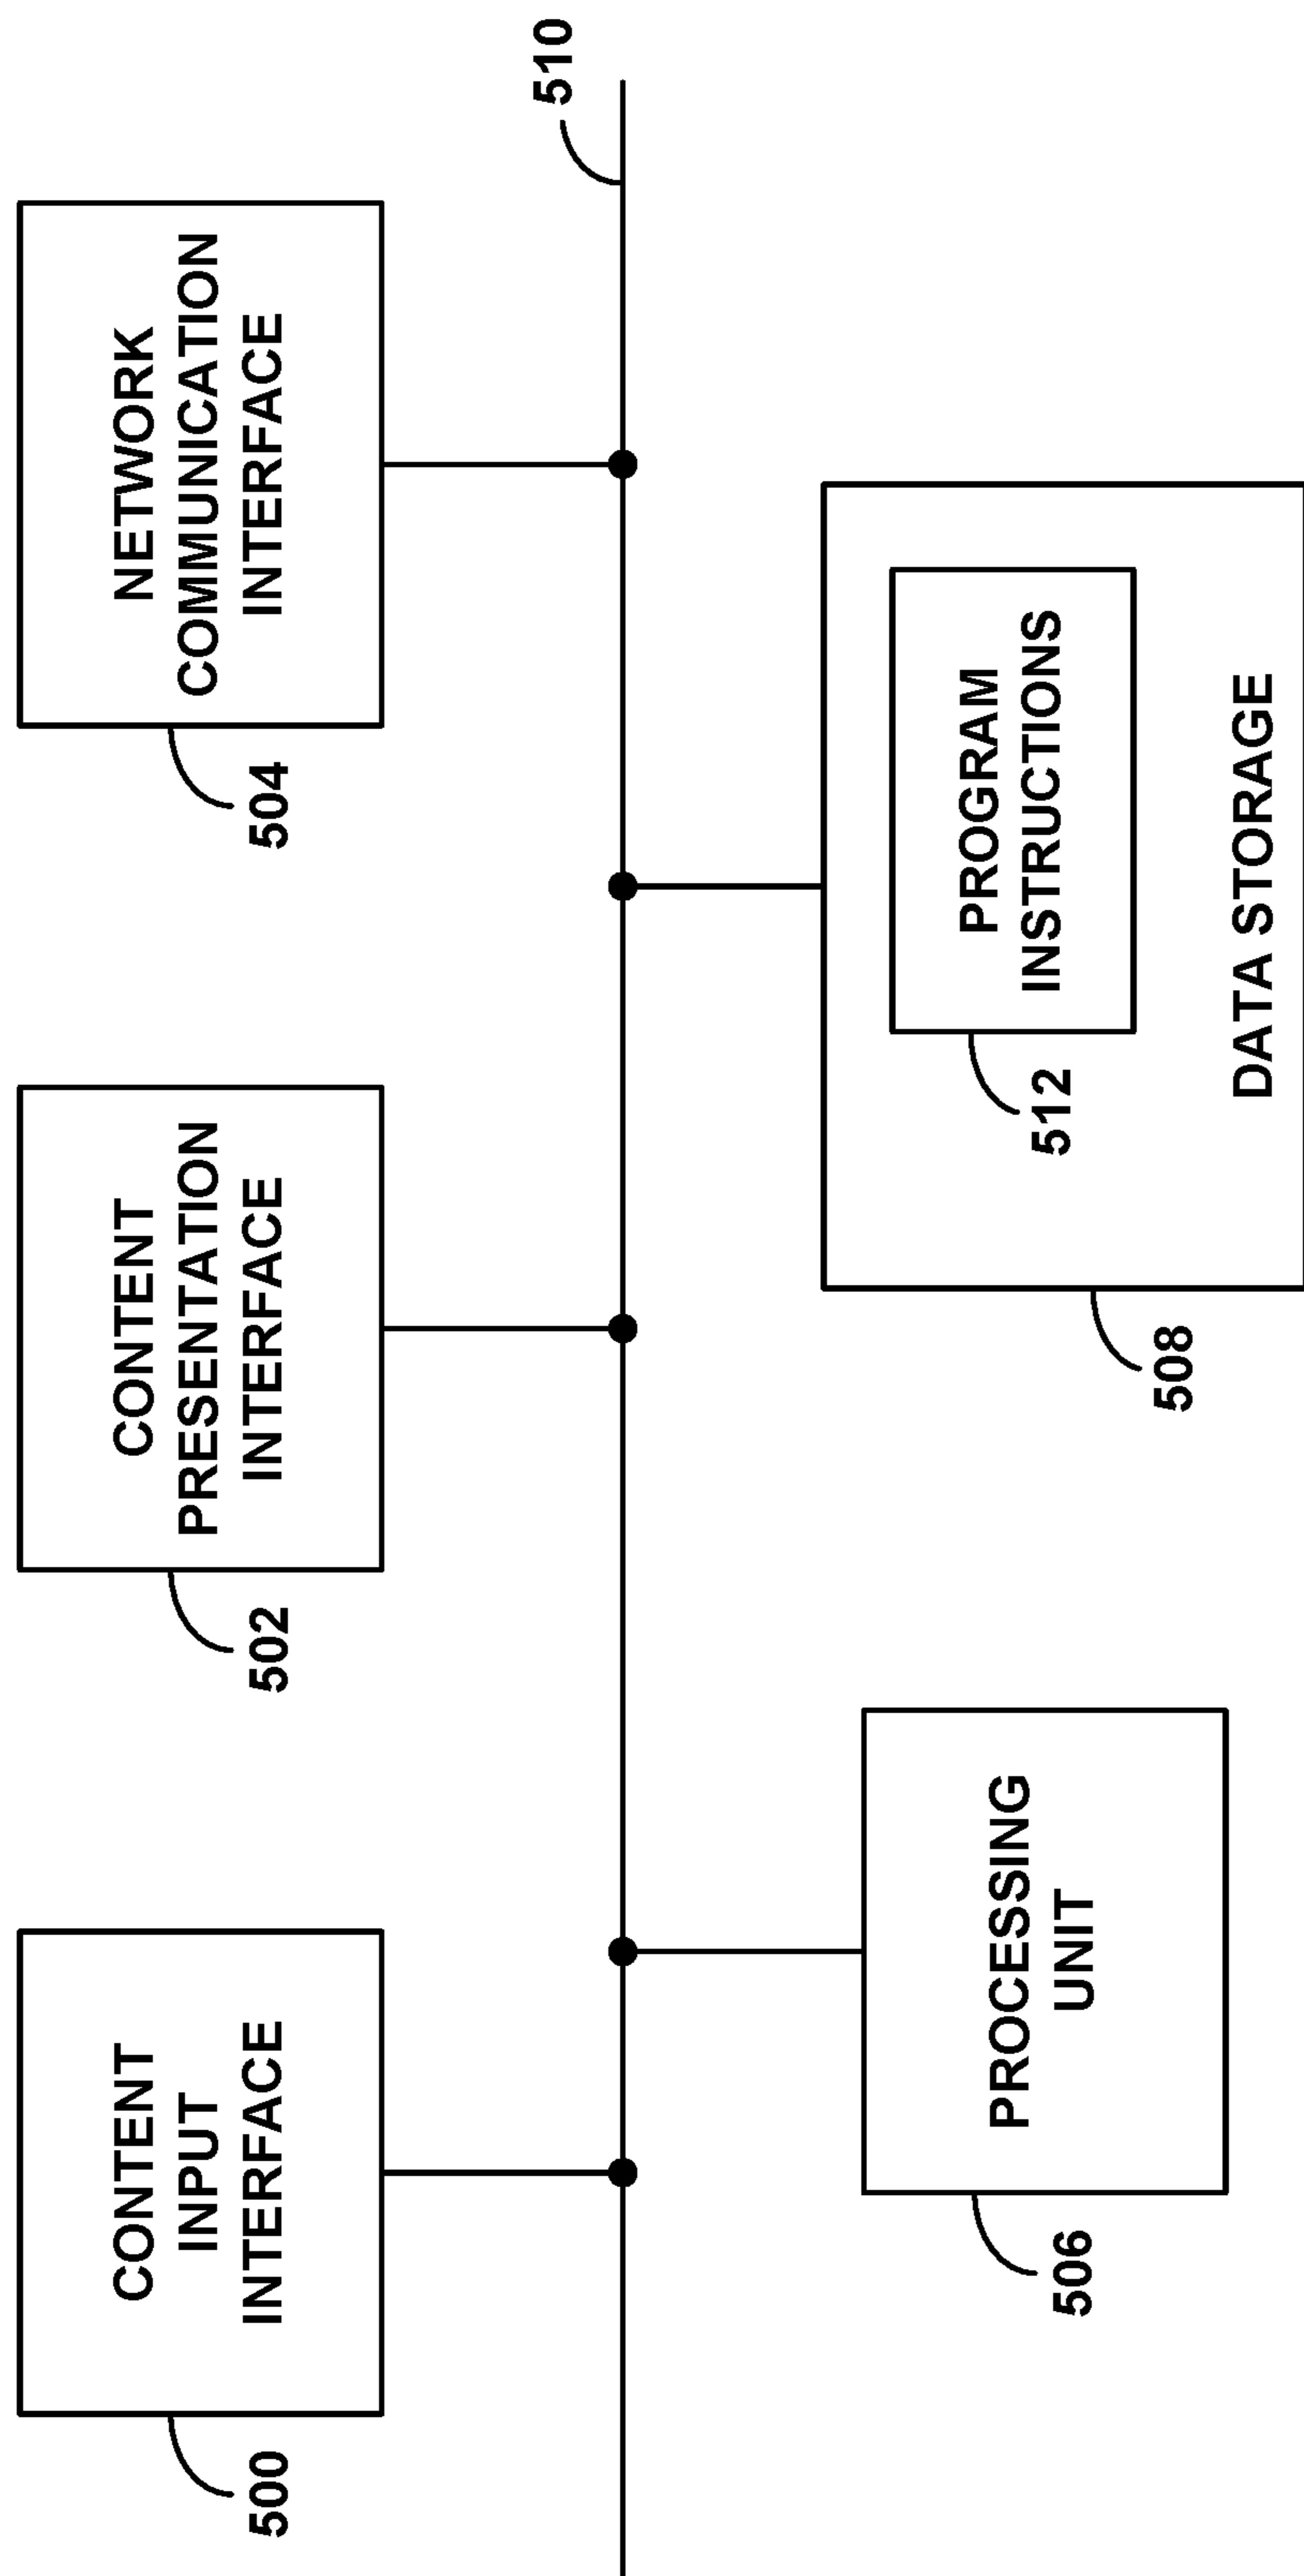 CONTENT
INPUT
INTERFACE
500
CONTENT
PRESENTATION
INTERFACE
502
NETWORK
COMMUNICATION
INTERFACE
504
510
PROCESSING
UNIT
506
PROGRAM
INSTRUCTIONS
512
DATA STORAGE
508